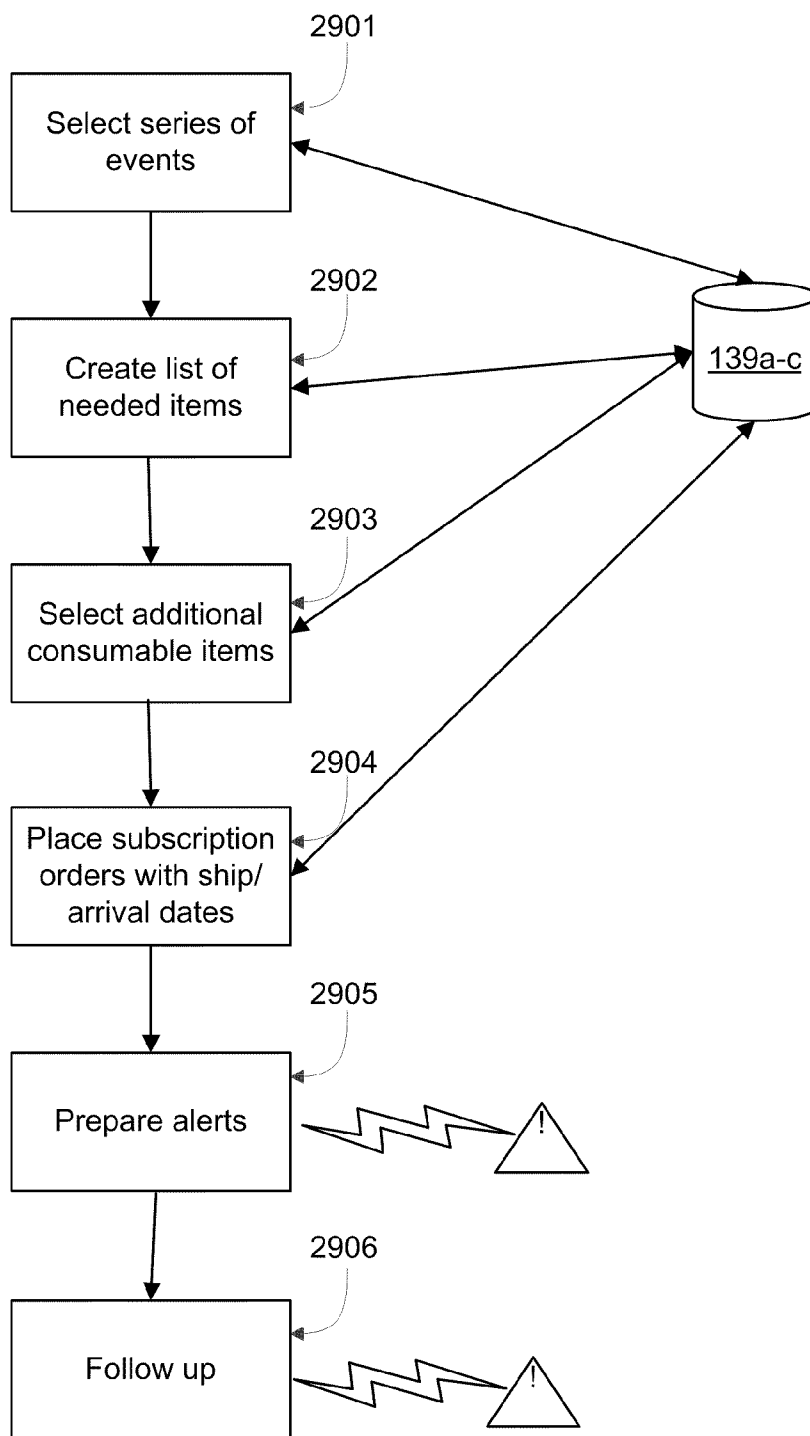 2901
Select series of
events
2902
Create list of
needed items
139a-c
2903
Select additional
consumable items
2904
Place subscription
orders with ship/
arrival dates
2905
Prepare alerts
!
2906
Follow up
!